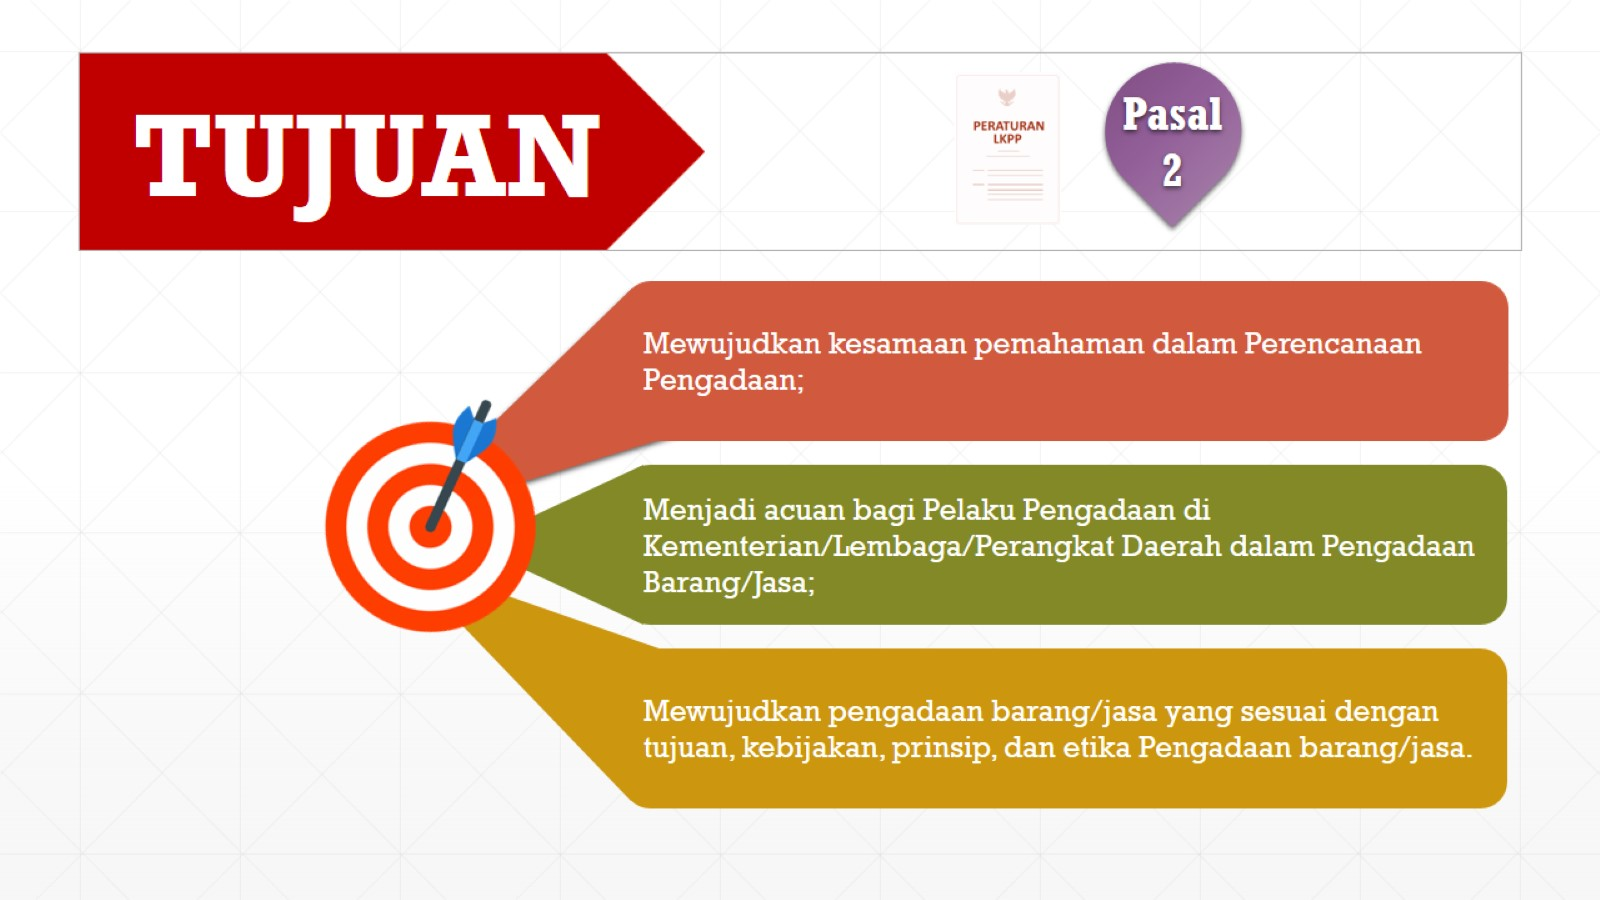 TUJUAN
PERATURAN
LKPP
Pasal
2
Mewujudkan kesamaan pemahaman dalam Perencanaan
Pengadaan;
Menjadi acuan bagi Pelaku Pengadaan di
Kementerian/Lembaga/Perangkat Daerah dalam Pengadaan
Barang/Jasa;
Mewujudkan pengadaan barang/jasa yang sesuai dengan
tujuan, kebijakan, prinsip, dan etika Pengadaan barang/jasa.